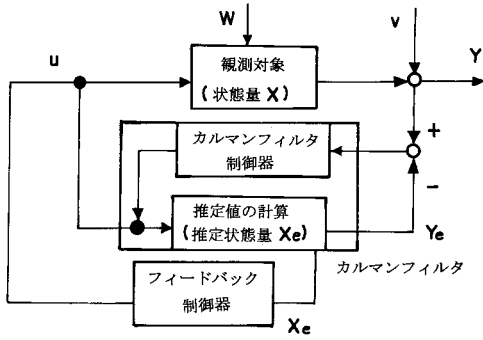 W
v
u
Y
観測対象
(状態量 X)
カルマンフィルタ
制御器
+
−
推定値の計算
(推定状態量 Xe)
Ye
カルマンフィルタ
フィードバック
制御器
Xe